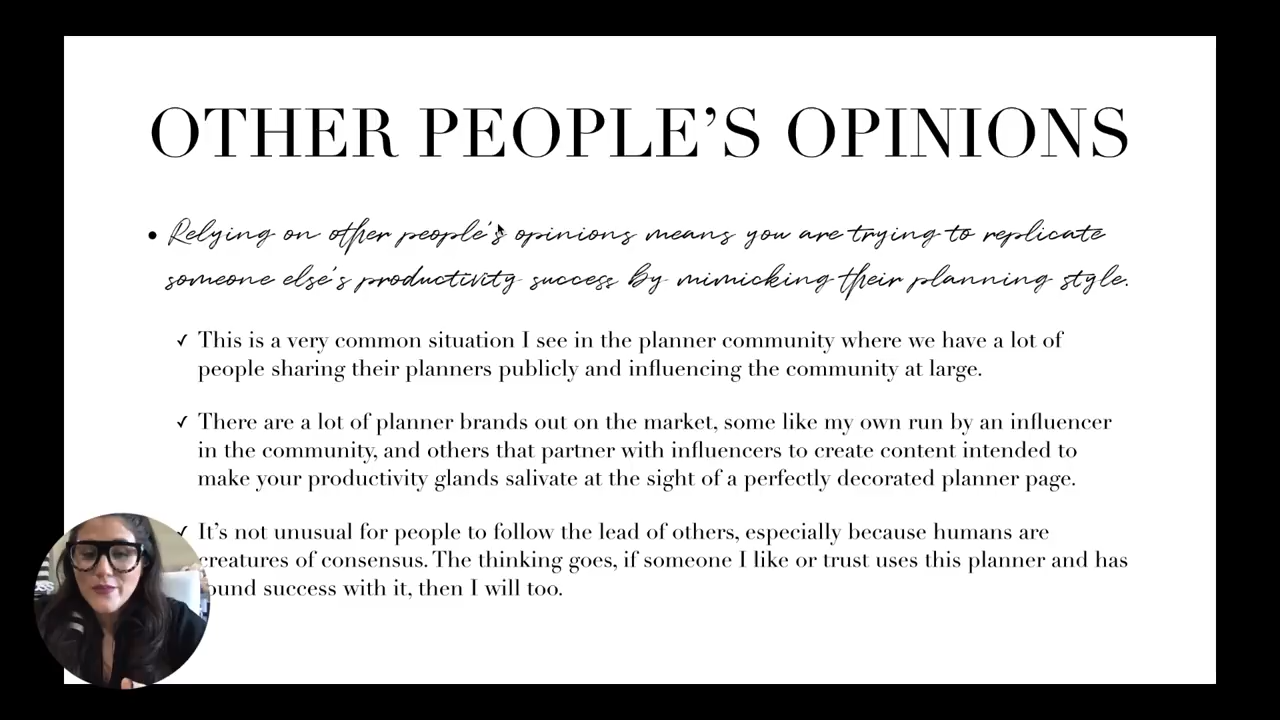 OTHER PEOPLE’S OPINIONS
• Relying on other people’s opinions means you are trying to replicate
someone else’s productivity success by mimicking their planning style.
✓ This is a very common situation I see in the planner community where we have a lot of
people sharing their planners publicly and influencing the community at large.
✓ There are a lot of planner brands out on the market, some like my own run by an influencer
in the community, and others that partner with influencers to create content intended to
make your productivity glands salivate at the sight of a perfectly decorated planner page.
✓ It’s not unusual for people to follow the lead of others, especially because humans are
creatures of consensus. The thinking goes, if someone I like or trust uses this planner and has
ound success with it, then I will too.